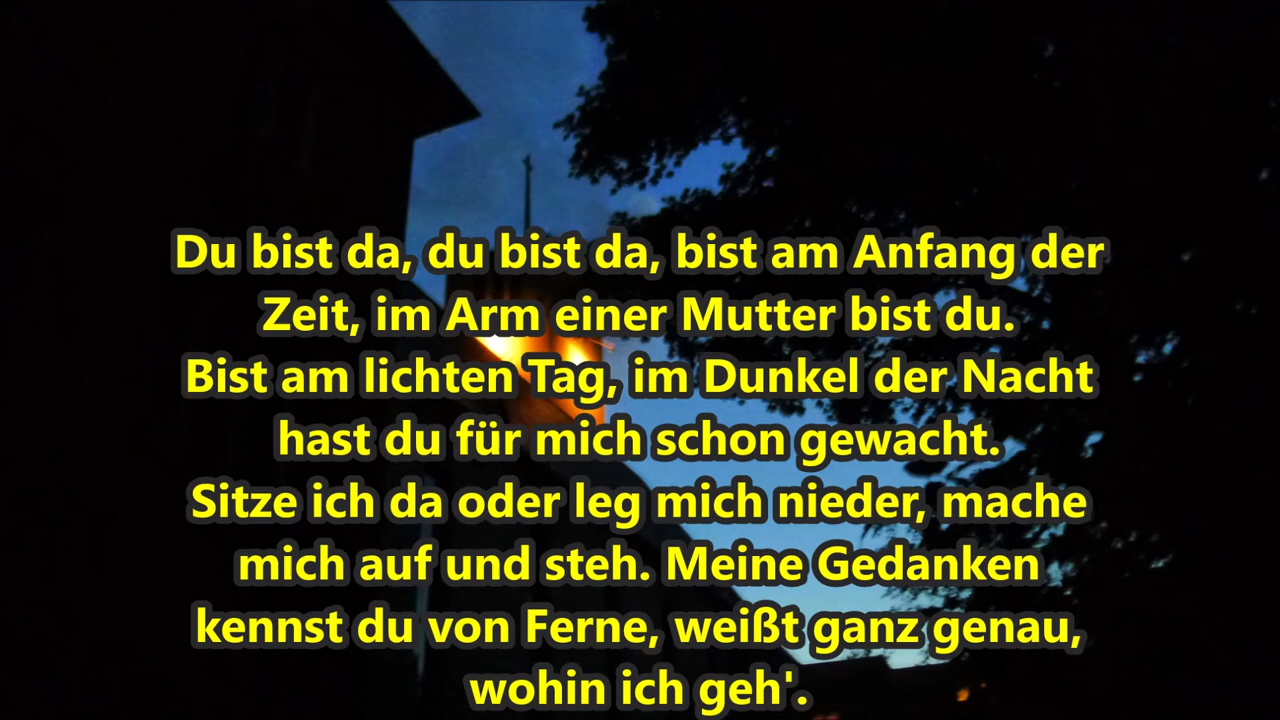 Du bist da, du bist da, bist am Anfang der
Zeit, im Arm einer Mutter bist du.
Bist am lichten Tag, im Dunkel der Nacht
hast du für mich schon gewacht.
Sitze ich da oder leg mich nieder, mache
mich auf und steh. Meine Gedanken
kennst du von Ferne, weißt ganz genau,
wohin ich geh'.